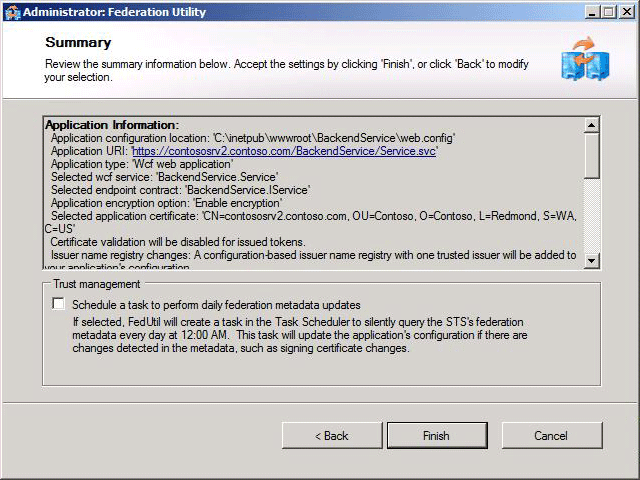 Administrator: Federation Utility
Summary
Review the summary information below. Accept the settings by clicking 'Finish', or click 'Back' to modify
your selection.
Application Information:
Application configuration location: 'C:\inetpub\wwwroot\BackendService\web.config'
Application URI: 'https://contososrv2.contoso.com/BackendService/Service.svc'
Application type: 'Wcf web application'
Selected wcf service: 'BackendService.Service'
Selected endpoint contract: 'BackendService.IService'
Application encryption option: 'Enable encryption'
Selected application certificate: 'CN=contososrv2.contoso.com, OU=Contoso, O=Contoso, L=Redmond, S=WA,
C=US'
Certificate validation will be disabled for issued tokens.
Issuer name registry changes: A configuration-based issuer name registry with one trusted issuer will be added to
your application's configuration
Trust management
Schedule a task to perform daily federation metadata updates
If selected, FedUtil will create a task in the Task Scheduler to silently query the STS's federation
metadata every day at 12:00 AM. This task will update the application's configuration if there are
changes detected in the metadata, such as signing certificate changes.
< Back
Finish
Cancel